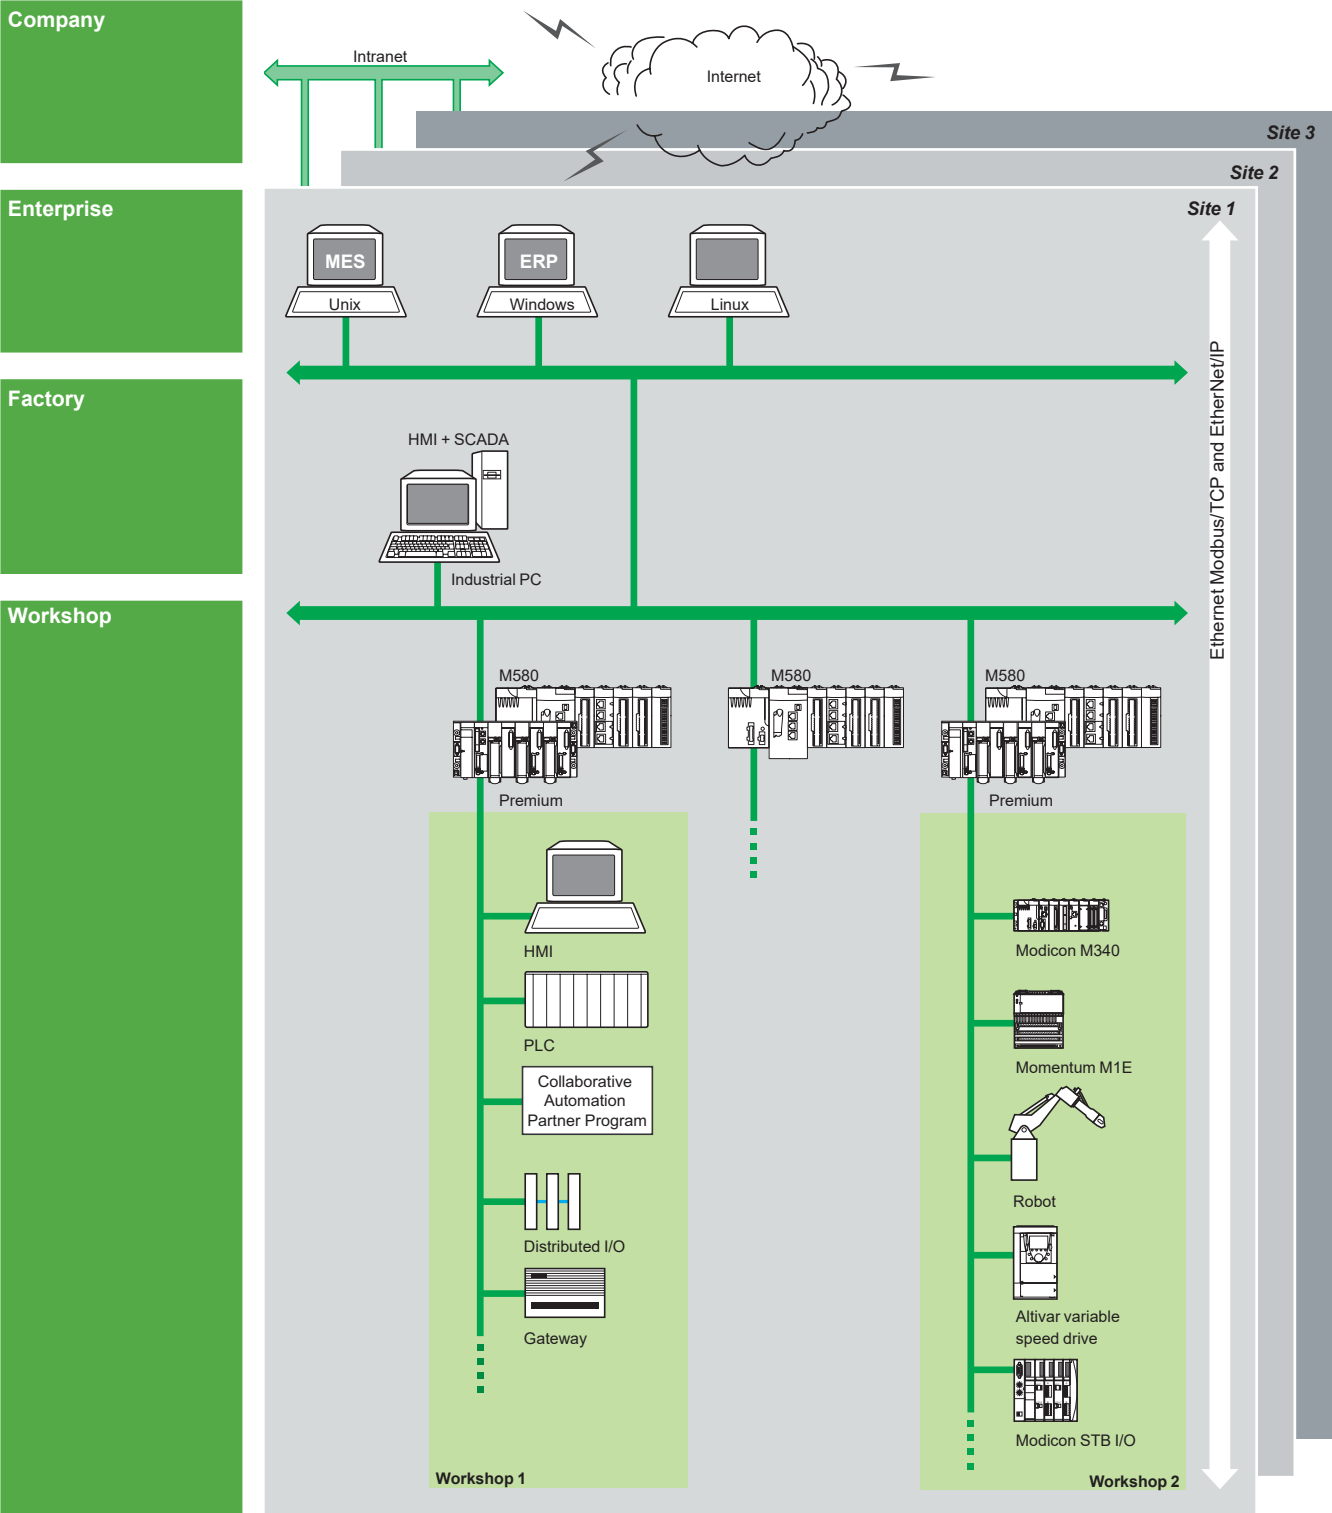 Company
Intranet
Internet
Site 3
Site 2
Enterprise
Site 1
MES
ERP
Unix
Windows
Linux
Ethernet Modbus/TCP and EtherNet/IP
Factory
HMI + SCADA
Industrial PC
Workshop
M580
M580
M580
Premium
Premium
HMI
PLC
Collaborative
Automation
Partner Program
Distributed I/O
Gateway
Workshop 1
Modicon M340
Momentum M1E
Robot
Altivar variable
speed drive
Modicon STB I/O
Workshop 2